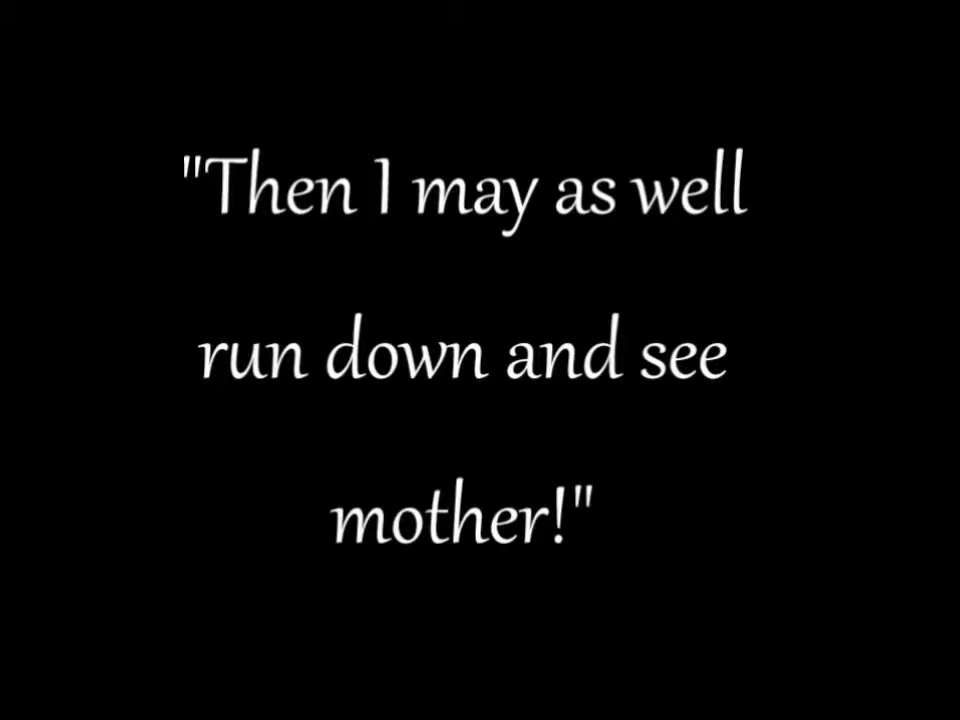 "Then I may as well
run down and see
mother!"